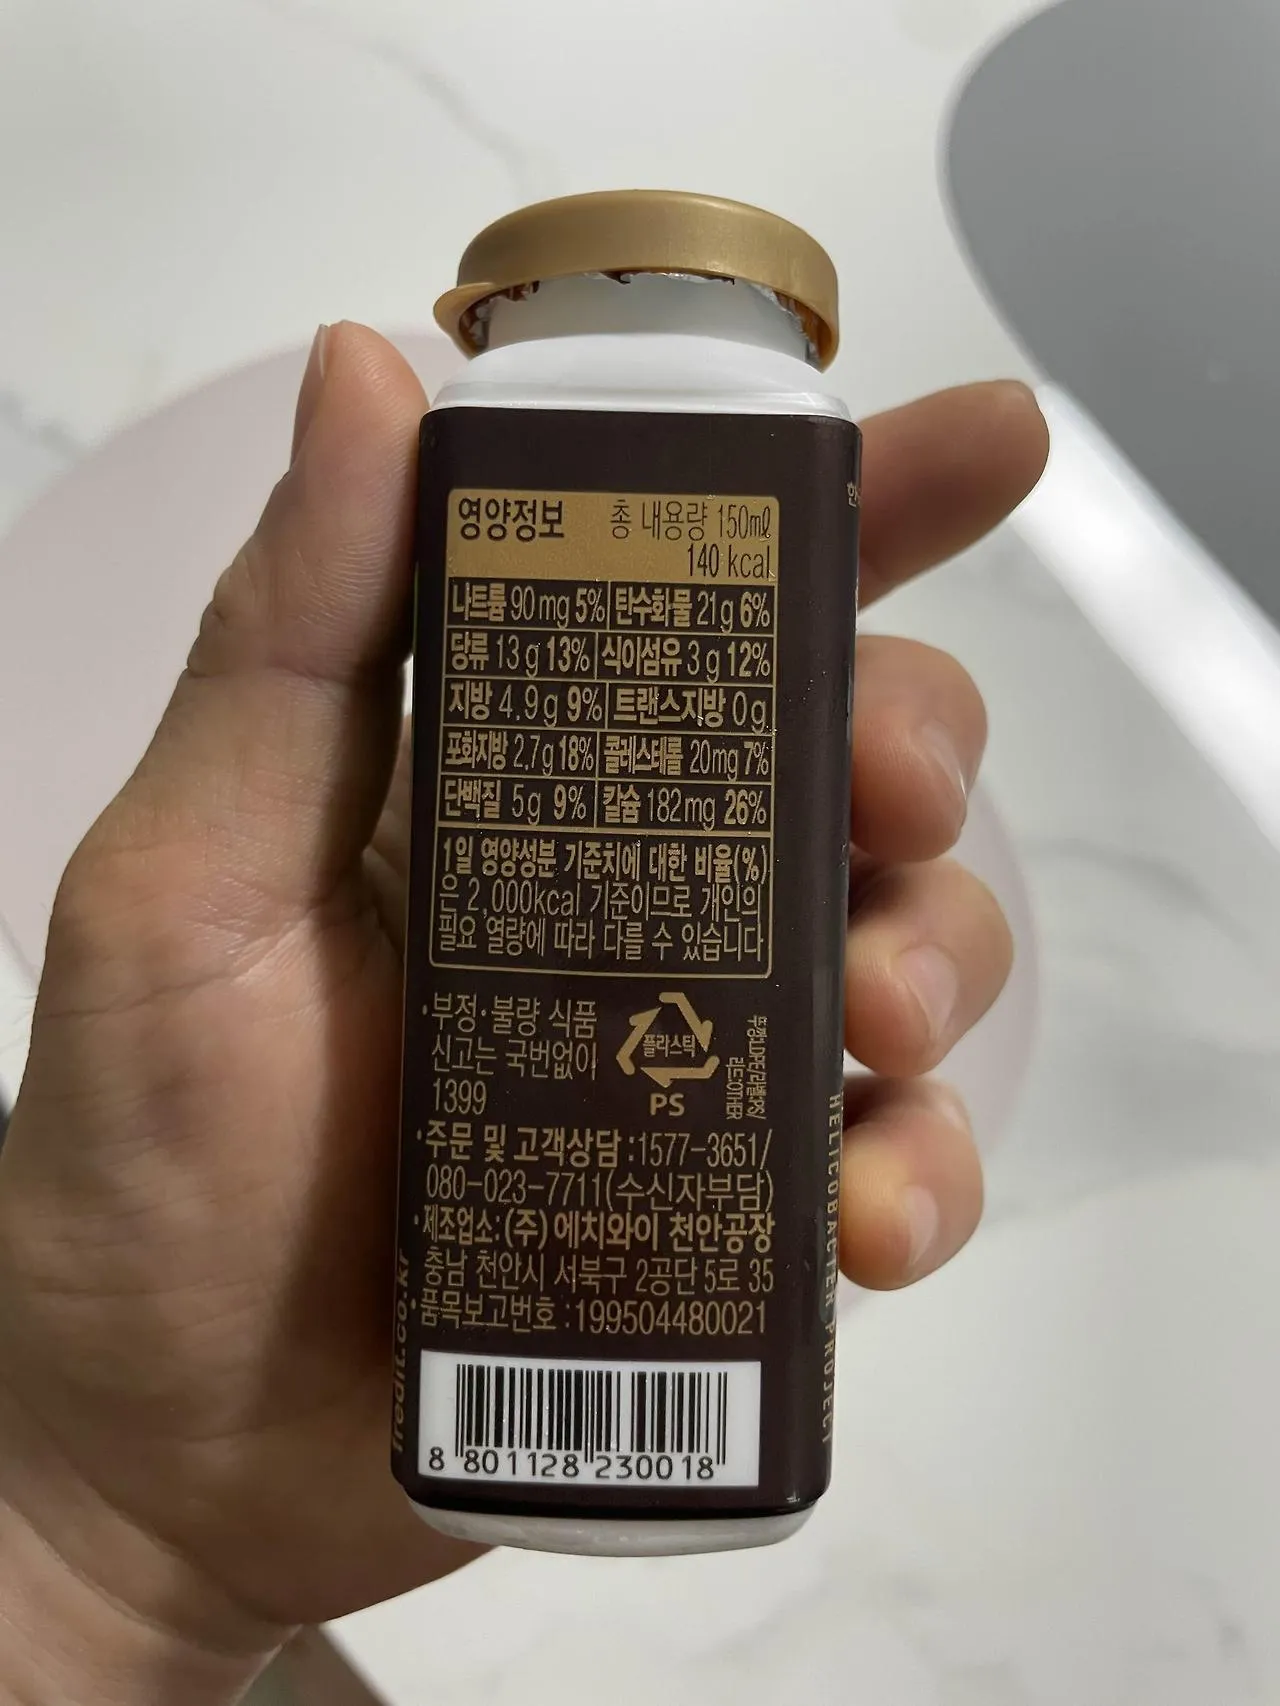 영양정보 총 내용량 150㎖
140 kcal
나트륨 90mg 5% 탄수화물 21g 6%
당류 13g 13% 식이섬유 3g 12%
지방 4.9g 9% 트랜스지방 0g
포화지방 2.7g 18% 콜레스테롤 20mg 7%
단백질 5g 9% 칼슘 182mg 26%
1일 영양성분 기준치에 대한 비율(%)
은 2,000kcal 기준이므로 개인의
필요 열량에 따라 다를 수 있습니다
·부정·불량 식품
신고는 국번없이
1399
플라스틱
PS
뚜껑:LDPE/라벨:PS/
리드:OTHER
·주문 및 고객상담:1577-3651/
080-023-7711(수신자부담)
·제조업소:(주)에치와이 천안공장
충남 천안시 서북구 2공단 5로 35
·품목보고번호:199504480021
8 801128 230018
fredit.co.kr
HELICOBACTER PROJECT